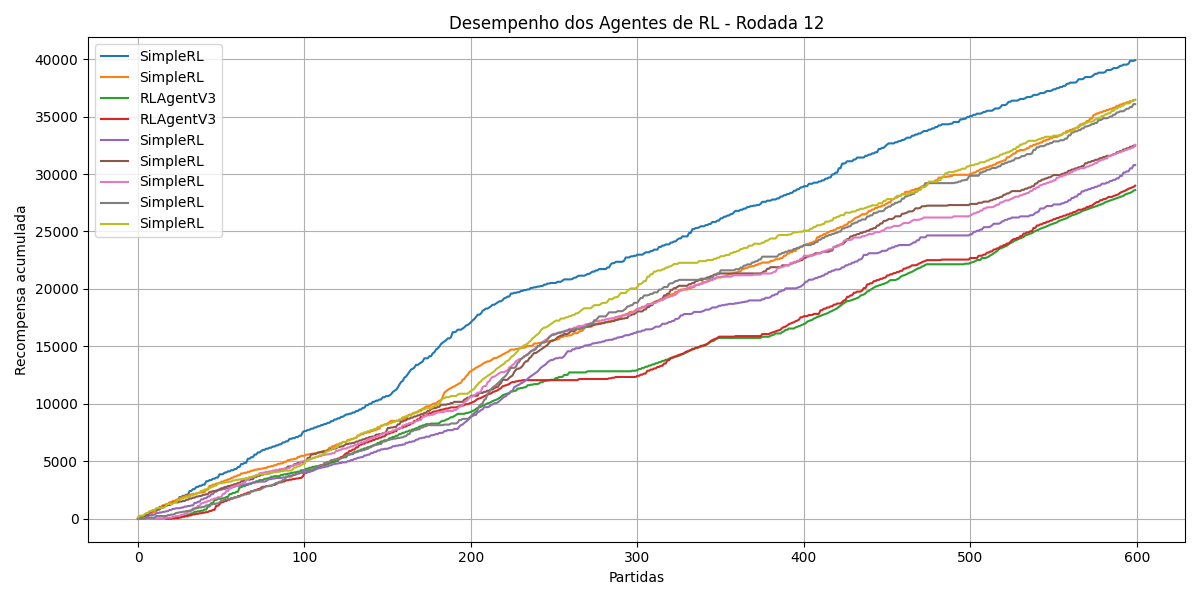 Desempenho dos Agentes de RL - Rodada 12
SimpleRL
SimpleRL
RLAgentV3
RLAgentV3
SimpleRL
SimpleRL
SimpleRL
SimpleRL
SimpleRL
Recompensa acumulada
40000
35000
30000
25000
20000
15000
10000
5000
0
0 100 200 300 400 500 600
Partidas